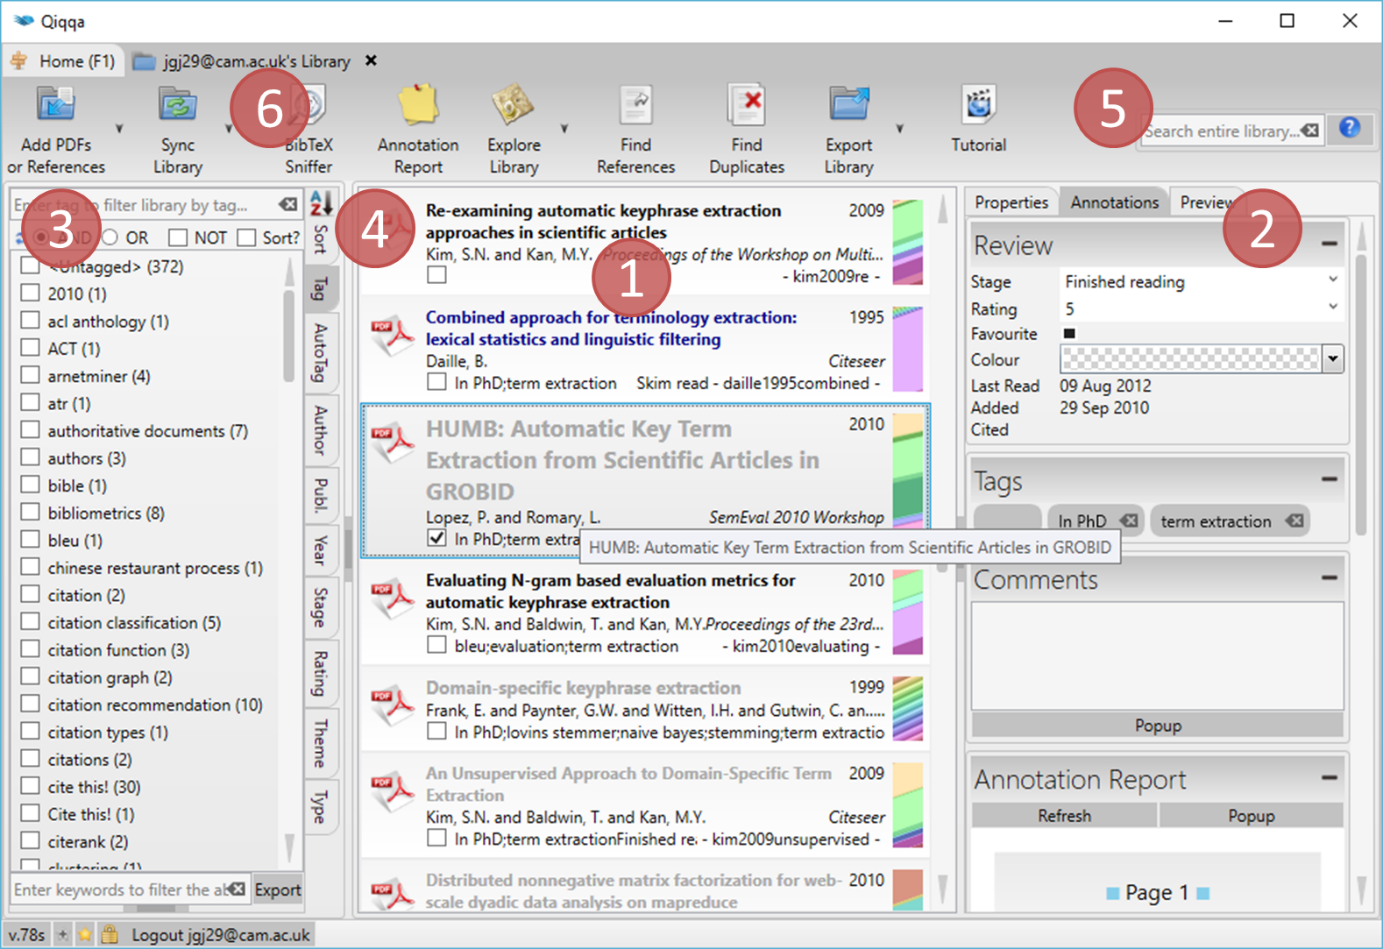 Qiqqa
Home (F1)
jgj29@cam.ac.uk's Library
Add PDFs
or References
Sync
Library
6
BibTeX
Sniffer
Annotation
Report
Explore
Library
Find
References
Find
Duplicates
Export
Library
Tutorial
5
Search entire library...
?
Enter tag to filter library by tag...
3
AND
OR
NOT
Sort?
<Untagged> (372)
2010 (1)
acl anthology (1)
ACT (1)
arnetminer (4)
atr (1)
authoritative documents (7)
authors (3)
bible (1)
bibliometrics (8)
bleu (1)
chinese restaurant process (1)
citation (2)
citation classification (5)
citation function (3)
citation graph (2)
citation recommendation (10)
citation types (1)
citations (2)
cite this! (30)
Cite this! (1)
citerank (2)
clustering (1)
Enter keywords to filter the
Export
A
Z
Sort
Tag
AutoTag
Author
Publ.
Year
Stage
Rating
Theme
Type
4
1
Re-examining automatic keyphrase extraction
approaches in scientific articles
2009
Kim, S.N. and Kan, M.Y.
Proceedings of the Workshop on Multi...
- kim2009re -
PDF
Combined approach for terminology extraction:
lexical statistics and linguistic filtering
1995
Daille, B.
Citeseer
In PhD;term extraction
Skim read - daille1995combined -
PDF
HUMB: Automatic Key Term
Extraction from Scientific Articles in
GROBID
2010
Lopez, P. and Romary, L.
SemEval 2010 Workshop
In PhD;term extra
HUMB: Automatic Key Term Extraction from Scientific Articles in GROBID
PDF
Evaluating N-gram based evaluation metrics for
automatic keyphrase extraction
2010
Kim, S.N. and Baldwin, T. and Kan, M.Y.
Proceedings of the 23rd...
bleu;evaluation;term extraction
- kim2010evaluating -
PDF
Domain-specific keyphrase extraction
1999
Frank, E. and Paynter, G.W. and Witten, I.H. and Gutwin, C. an.....
In PhD;lovins stemmer;naive bayes;stemming;term extractio
PDF
An Unsupervised Approach to Domain-Specific Term
Extraction
2009
Kim, S.N. and Baldwin, T. and Kan, M.Y.
Citeseer
In PhD;term extractionFinished re. - kim2009unsupervised -
PDF
Distributed nonnegative matrix factorization for web-
scale dyadic data analysis on mapreduce
2010
Properties
Annotations
Preview
2
Review
Stage
Finished reading
Rating
5
Favourite
Colour
Last Read
09 Aug 2012
Added
29 Sep 2010
Cited
Tags
In PhD
term extraction
Comments
Popup
Annotation Report
Refresh
Popup
Page 1
v.78s
Logout jgj29@cam.ac.uk